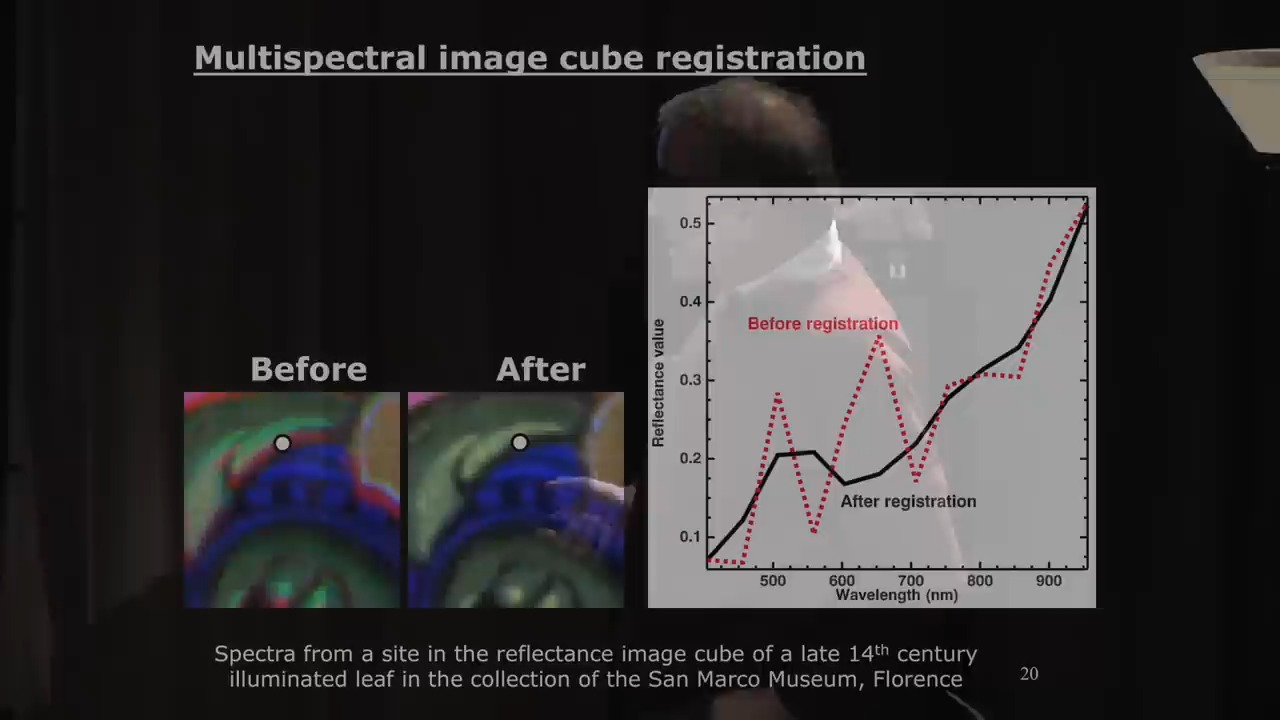 Multispectral image cube registration
Before
After
Reflectance value
0.5
0.4
0.3
0.2
0.1
Before registration
After registration
500 600 700 800 900
Wavelength (nm)
Spectra from a site in the reflectance image cube of a late 14th century
illuminated leaf in the collection of the San Marco Museum, Florence
20